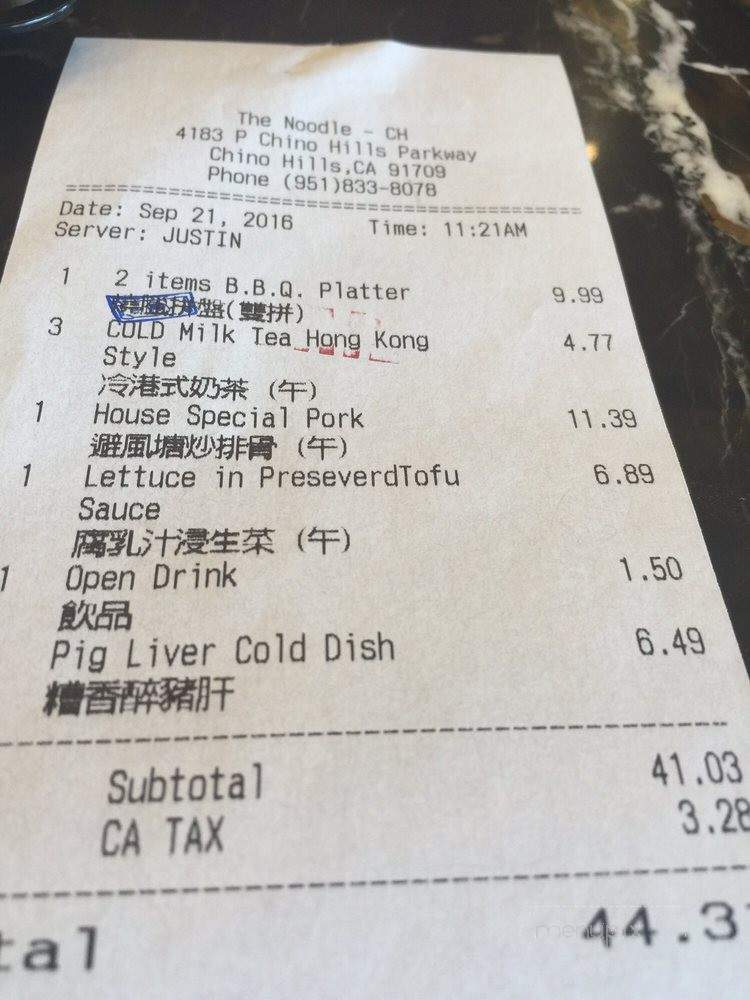 The Noodle - CH
4183 P Chino Hills Parkway
Chino Hills,CA 91709
Phone (951)833-8078
Date: Sep 21, 2016 Time: 11:21AM
Server: JUSTIN
1 2 items B.B.Q. Platter 9.99
拼盤(雙拼)
3 COLD Milk Tea Hong Kong 4.77
Style
冷港式奶茶 (午)
1 House Special Pork 11.39
避風塘炒排骨 (午)
1 Lettuce in PreseverdTofu 6.89
Sauce
腐乳汁浸生菜 (午)
1 Open Drink 1.50
飲品
Pig Liver Cold Dish 6.49
糟香醉豬肝
Subtotal 41.03
CA TAX 3.28
tal 44.31